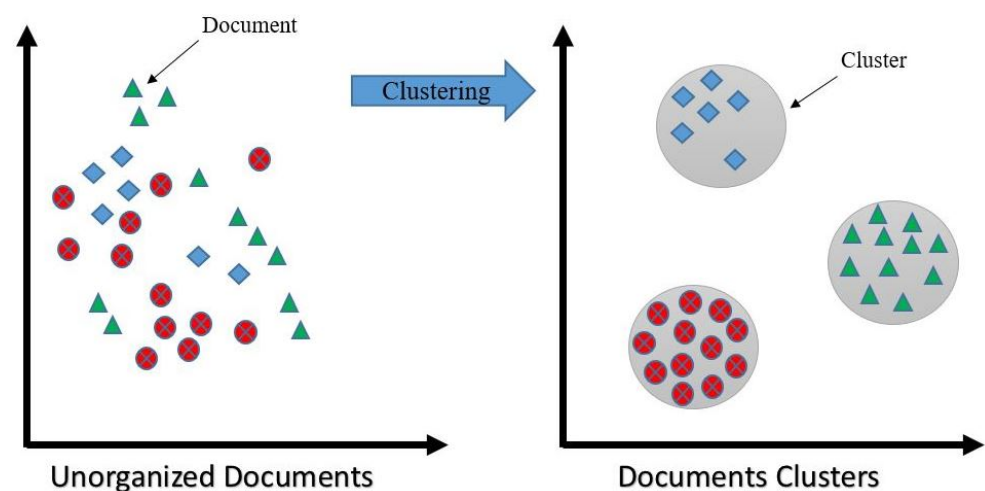 Document
Clustering
Cluster
Unorganized Documents
Documents Clusters